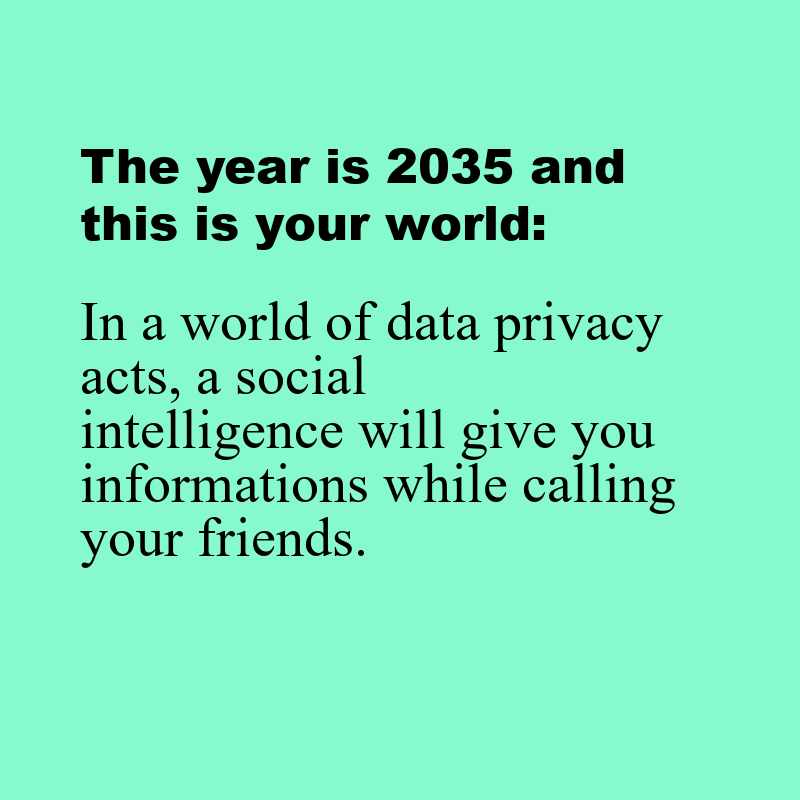 The year is 2035 and
this is your world:
In a world of data privacy
acts, a social
intelligence will give you
informations while calling
your friends.